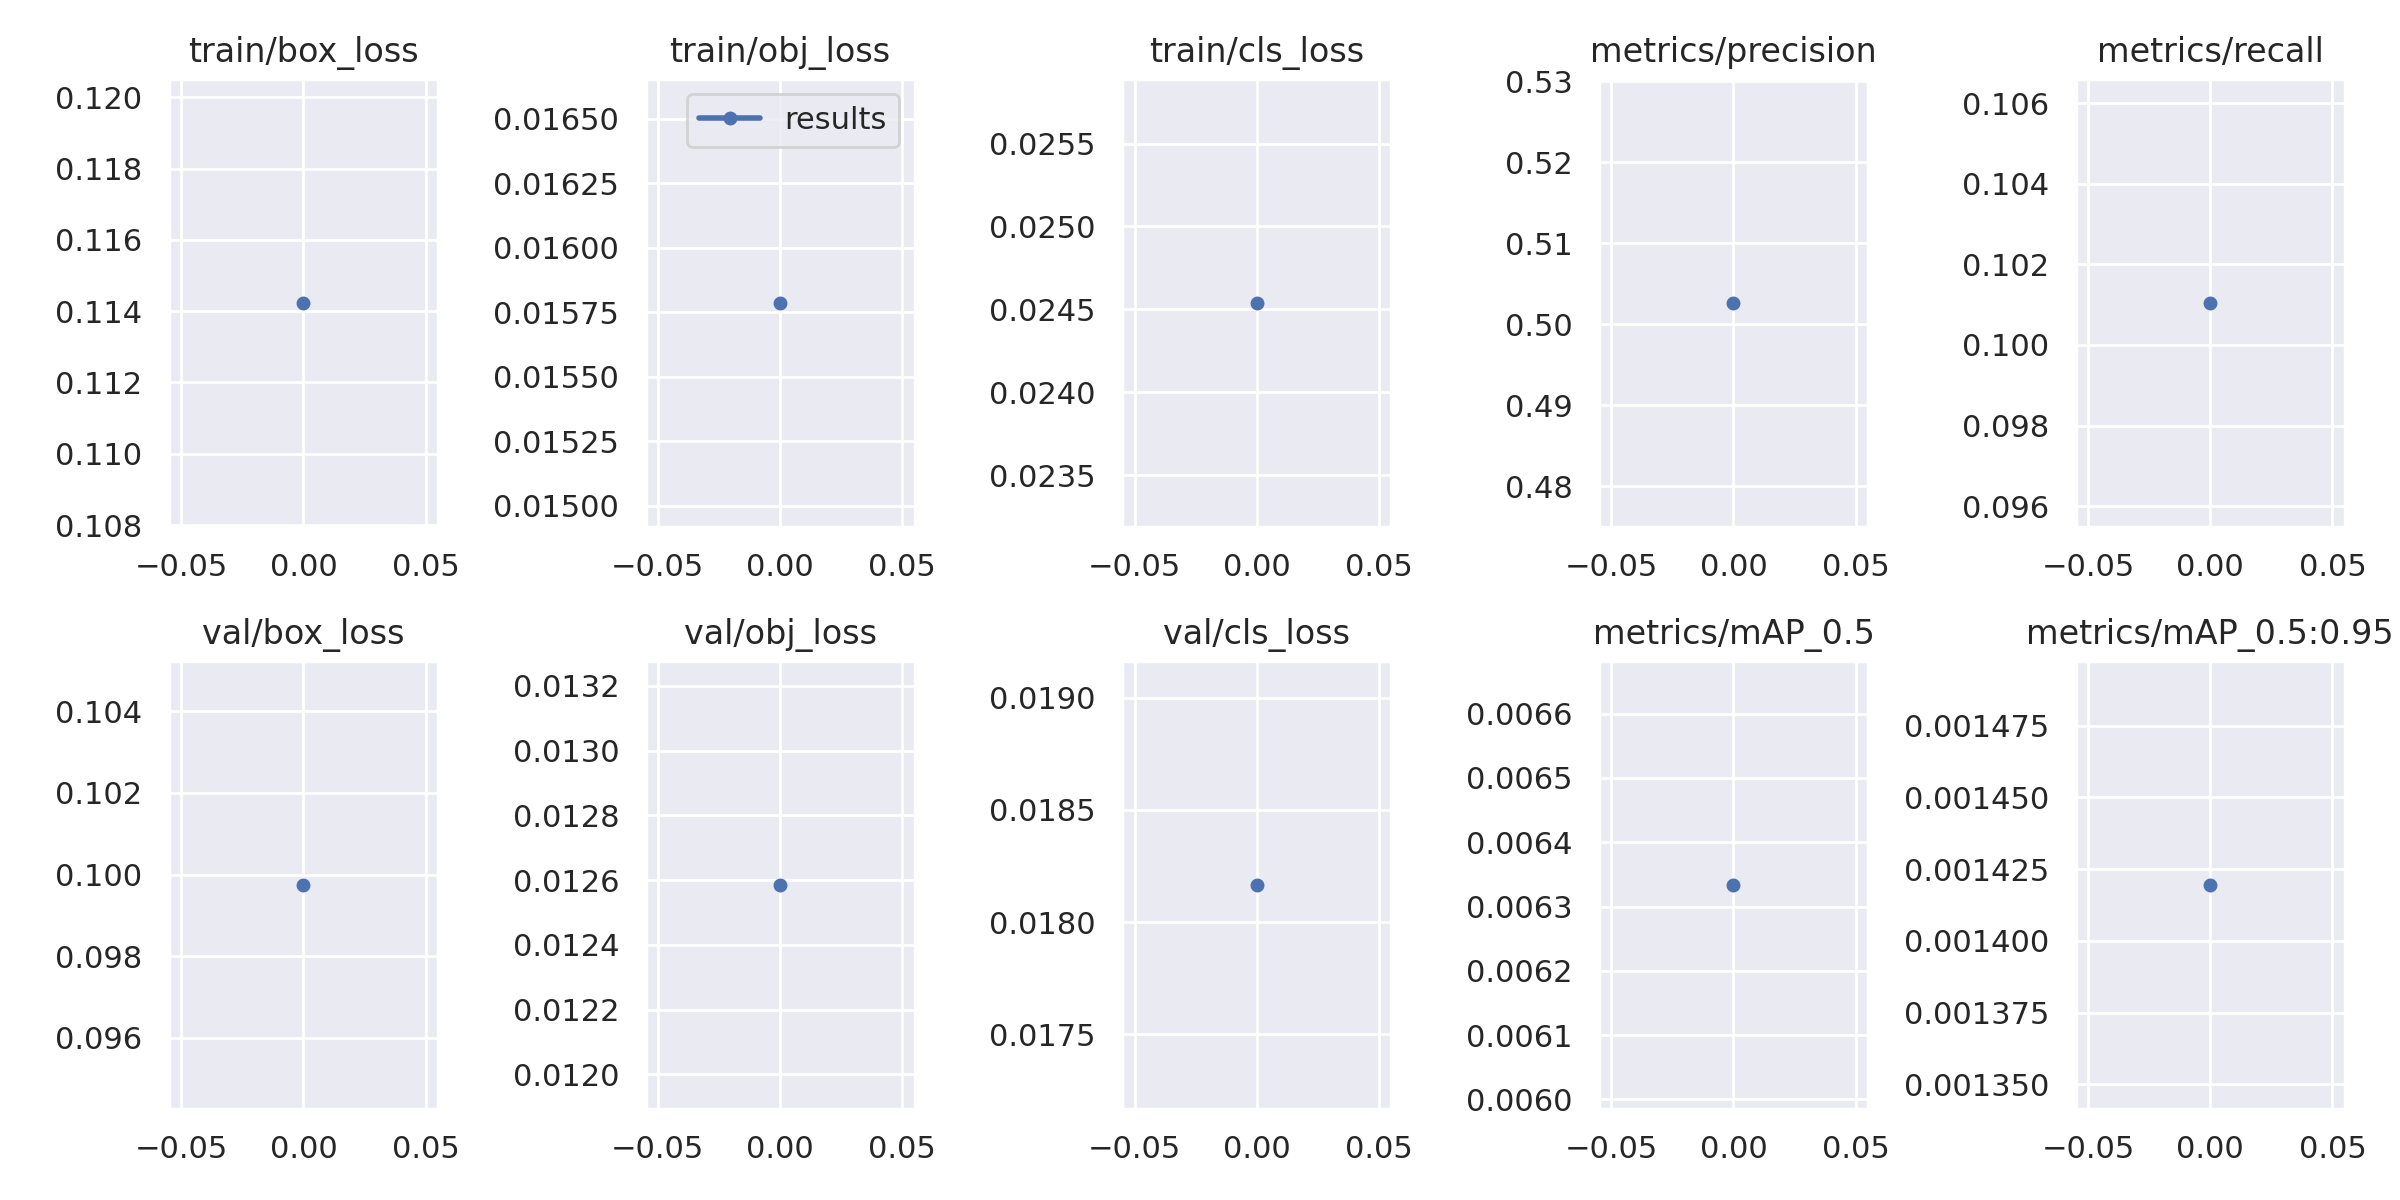 train/box_loss
0.120
0.118
0.116
0.114
0.112
0.110
0.108
−0.05 0.00 0.05
train/obj_loss
results
0.01650
0.01625
0.01600
0.01575
0.01550
0.01525
0.01500
−0.05 0.00 0.05
train/cls_loss
0.0255
0.0250
0.0245
0.0240
0.0235
−0.05 0.00 0.05
metrics/precision
0.53
0.52
0.51
0.50
0.49
0.48
−0.05 0.00 0.05
metrics/recall
0.106
0.104
0.102
0.100
0.098
0.096
−0.05 0.00 0.05
val/box_loss
0.104
0.102
0.100
0.098
0.096
−0.05 0.00 0.05
val/obj_loss
0.0132
0.0130
0.0128
0.0126
0.0124
0.0122
0.0120
−0.05 0.00 0.05
val/cls_loss
0.0190
0.0185
0.0180
0.0175
−0.05 0.00 0.05
metrics/mAP_0.5
0.0066
0.0065
0.0064
0.0063
0.0062
0.0061
0.0060
−0.05 0.00 0.05
metrics/mAP_0.5:0.95
0.001475
0.001450
0.001425
0.001400
0.001375
0.001350
−0.05 0.00 0.05